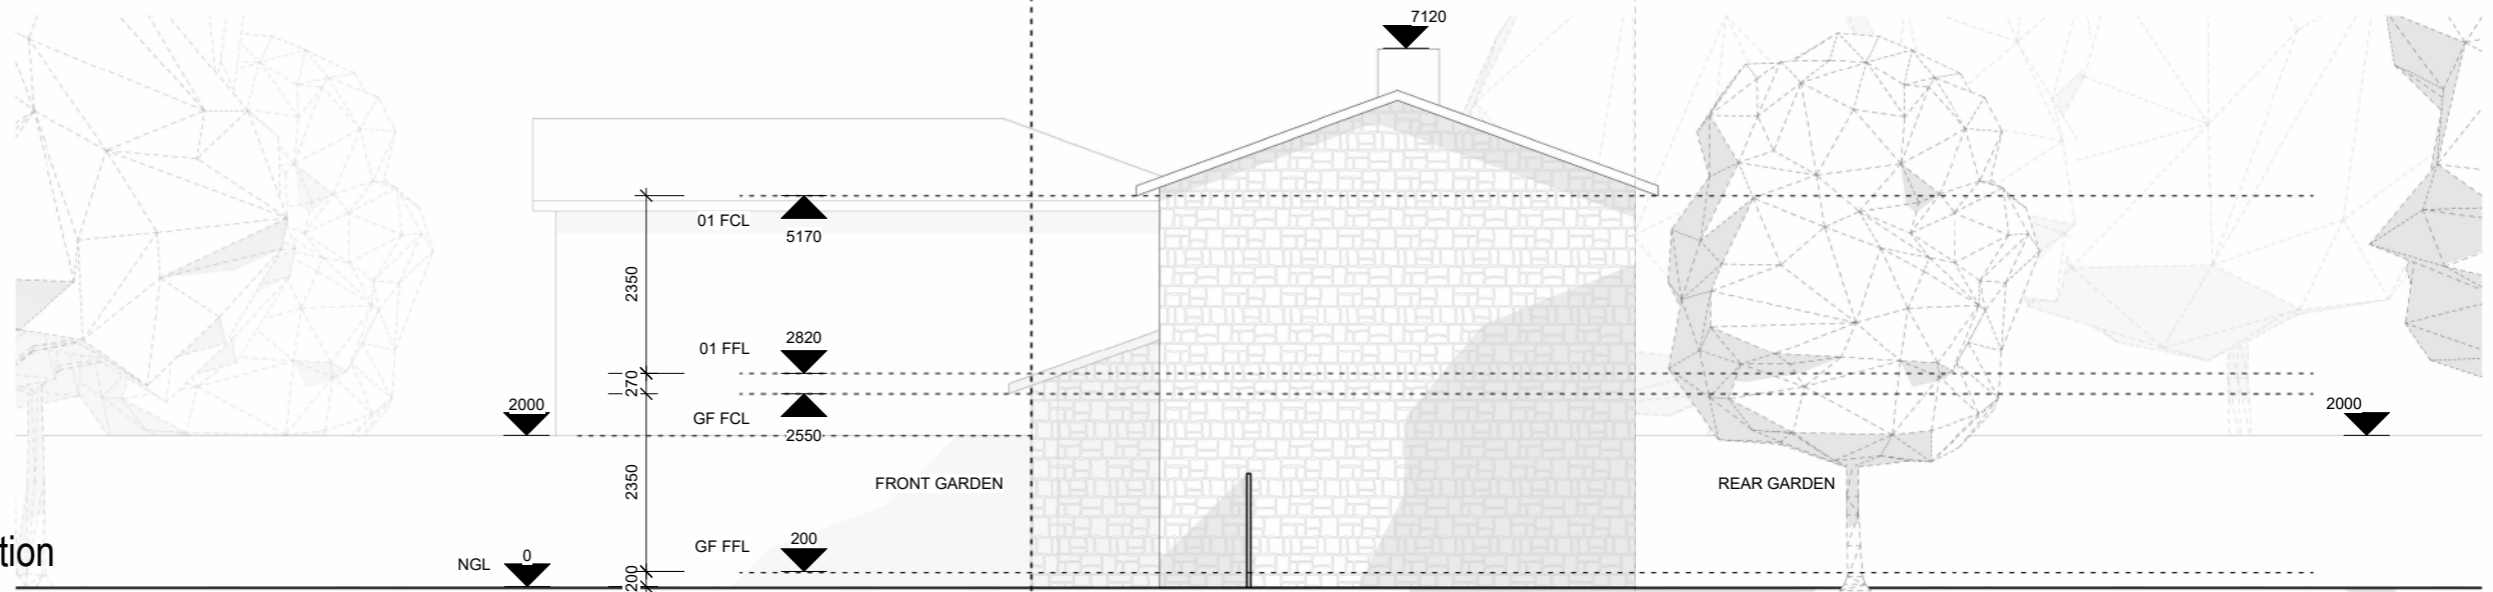 7120
01 FCL
5170
2350
2820
01 FFL
270
2000
2000
GF FCL
2550
2350
FRONT GARDEN
REAR GARDEN
tion
GF FFL
200
NGL
0
200